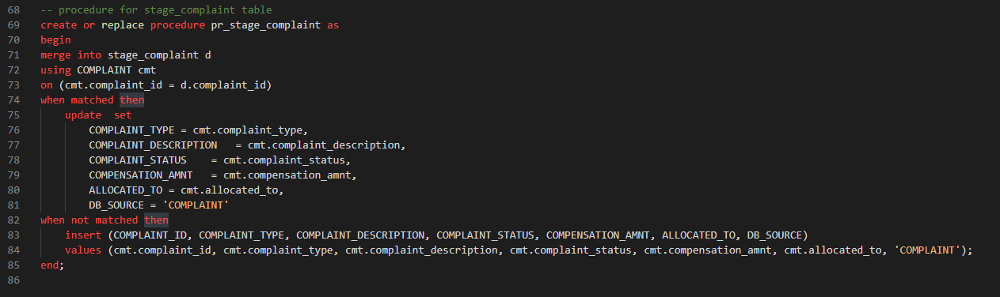 68 -- procedure for stage_complaint table
69 create or replace procedure pr_stage_complaint as
70 begin
71 merge into stage_complaint d
72 using COMPLAINT cmt
73 on (cmt.complaint_id = d.complaint_id)
74 when matched then
75 update  set
76 COMPLAINT_TYPE = cmt.complaint_type,
77 COMPLAINT_DESCRIPTION   = cmt.complaint_description,
78 COMPLAINT_STATUS    = cmt.complaint_status,
79 COMPENSATION_AMNT   = cmt.compensation_amnt,
80 ALLOCATED_TO = cmt.allocated_to,
81 DB_SOURCE = 'COMPLAINT'
82 when not matched then
83 insert (COMPLAINT_ID, COMPLAINT_TYPE, COMPLAINT_DESCRIPTION, COMPLAINT_STATUS, COMPENSATION_AMNT, ALLOCATED_TO, DB_SOURCE)
84 values (cmt.complaint_id, cmt.complaint_type, cmt.complaint_description, cmt.complaint_status, cmt.compensation_amnt, cmt.allocated_to, 'COMPLAINT');
85 end;
86